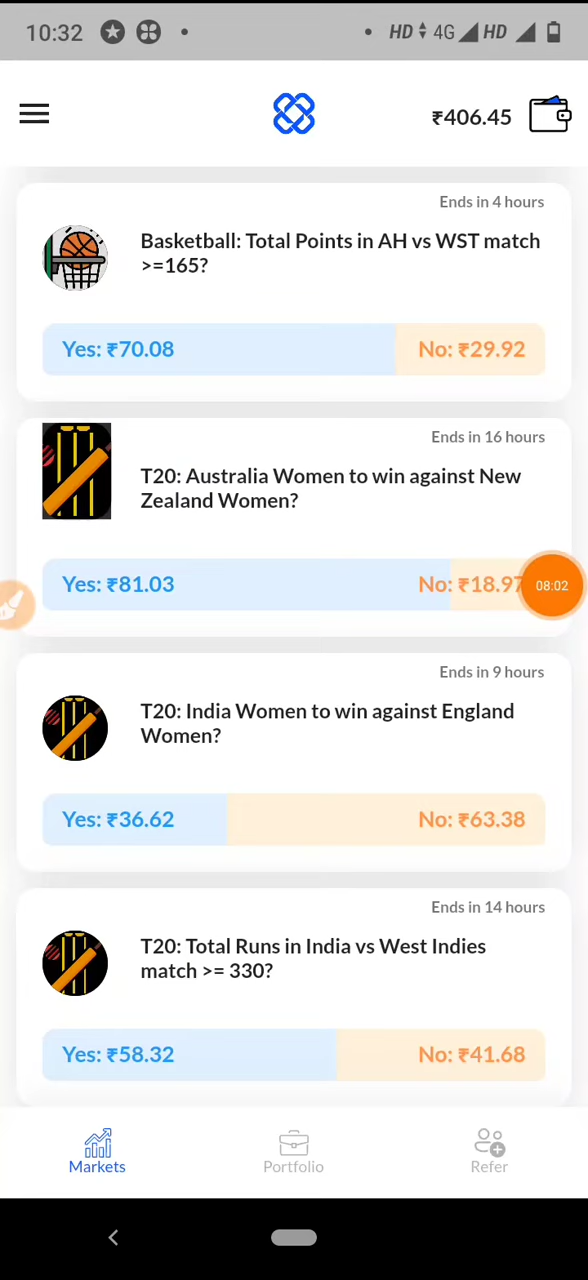 10:32
HD 4G HD
₹406.45
Ends in 4 hours
Basketball: Total Points in AH vs WST match
>=165?
Yes: ₹70.08 No: ₹29.92
Ends in 16 hours
T20: Australia Women to win against New
Zealand Women?
Yes: ₹81.03 No: ₹18.97
08:02
Ends in 9 hours
T20: India Women to win against England
Women?
Yes: ₹36.62 No: ₹63.38
Ends in 14 hours
T20: Total Runs in India vs West Indies
match >= 330?
Yes: ₹58.32 No: ₹41.68
Markets Portfolio Refer